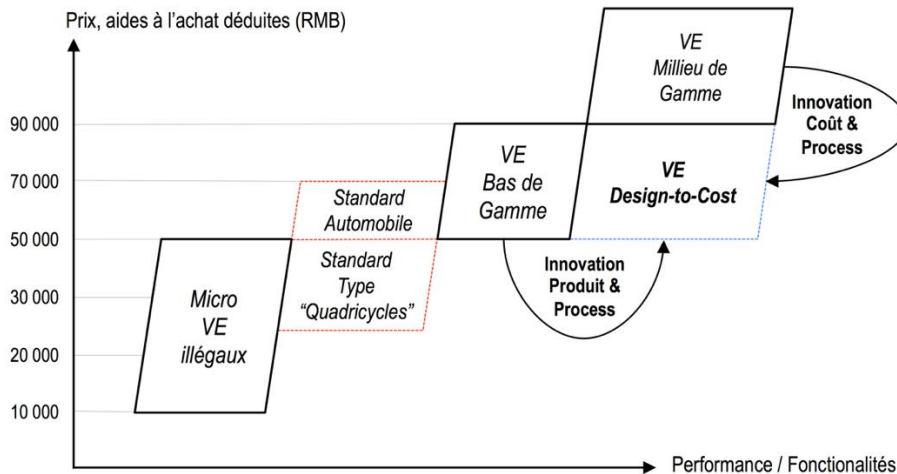 Prix, aides à l’achat déduites (RMB)
90 000
70 000
50 000
30 000
20 000
10 000
Micro
VE
illégaux
Standard
Automobile
Standard
Type
“Quadricycles”
VE
Bas de
Gamme
VE
Millieu de
Gamme
VE
Design-to-Cost
Innovation
Coût &
Process
Innovation
Produit &
Process
Performance / Fonctionalités